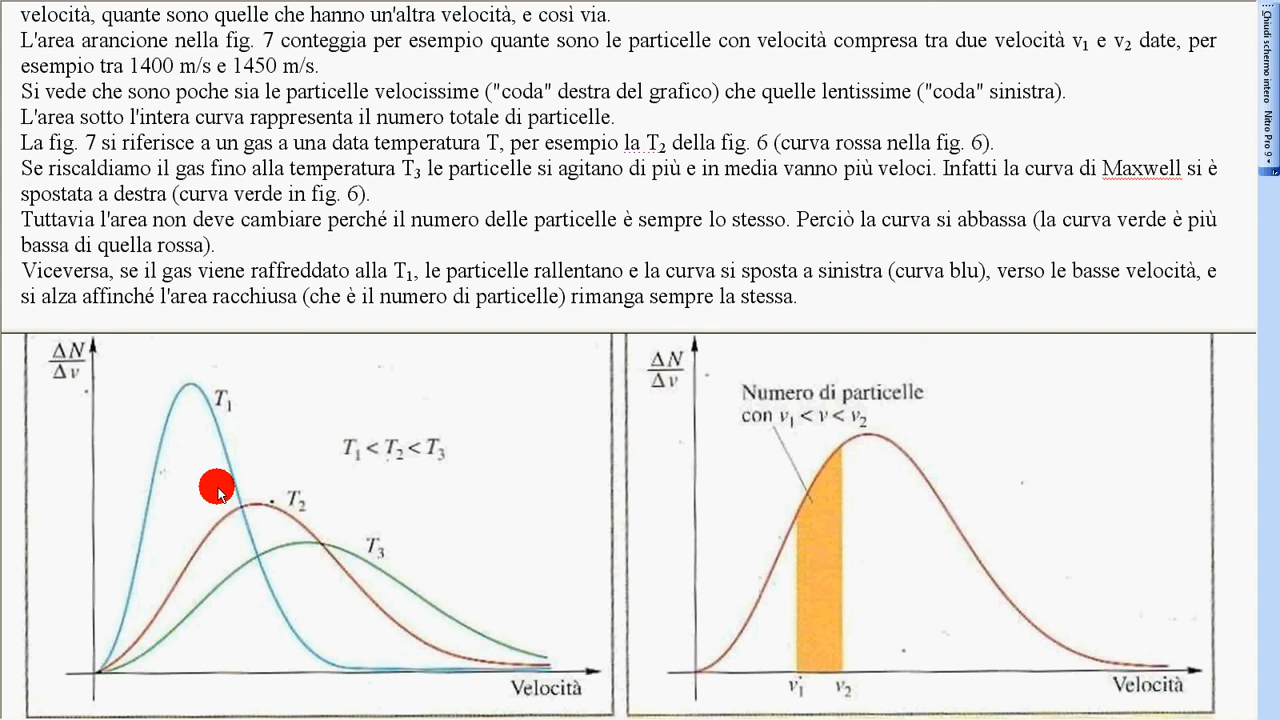 velocità, quante sono quelle che hanno un'altra velocità, e così via.
L'area arancione nella fig. 7 conteggia per esempio quante sono le particelle con velocità compresa tra due velocità v₁ e v₂ date, per
esempio tra 1400 m/s e 1450 m/s.
Si vede che sono poche sia le particelle velocissime ("coda" destra del grafico) che quelle lentissime ("coda" sinistra).
L'area sotto l'intera curva rappresenta il numero totale di particelle.
La fig. 7 si riferisce a un gas a una data temperatura T, per esempio la T₂ della fig. 6 (curva rossa nella fig. 6).
Se riscaldiamo il gas fino alla temperatura T₃ le particelle si agitano di più e in media vanno più veloci. Infatti la curva di Maxwell si è
spostata a destra (curva verde in fig. 6).
Tuttavia l'area non deve cambiare perché il numero delle particelle è sempre lo stesso. Perciò la curva si abbassa (la curva verde è più
bassa di quella rossa).
Viceversa, se il gas viene raffreddato alla T₁, le particelle rallentano e la curva si sposta a sinistra (curva blu), verso le basse velocità, e
si alza affinché l'area racchiusa (che è il numero di particelle) rimanga sempre la stessa.
ΔN
Δv
T₁
T₁ < T₂ < T₃
T₂
T₃
Velocità
ΔN
Δv
Numero di particelle
con v₁ < v < v₂
v₁ v₂
Velocità
Chiudi schermo intero Nitro Pro 9